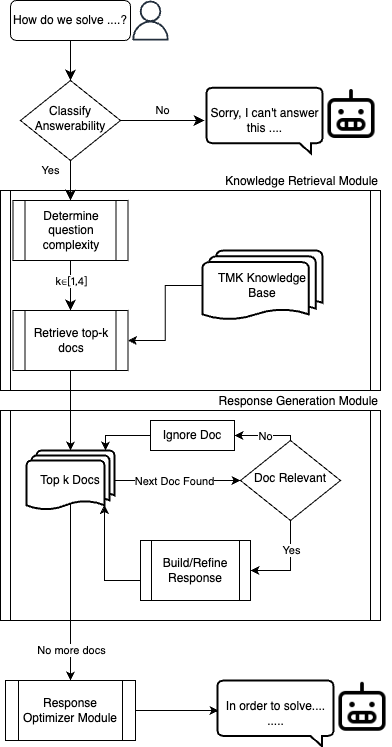 How do we solve ....?
Classify
Answerability
No
Sorry, I can't answer
this ....
Yes
Knowledge Retrieval Module
Determine
question
complexity
k∈[1,4]
TMK Knowledge
Base
Retrieve top-k
docs
Response Generation Module
Ignore Doc
No
Top k Docs
Next Doc Found
Doc Relevant
Yes
Build/Refine
Response
No more docs
Response
Optimizer Module
In order to solve....
.....